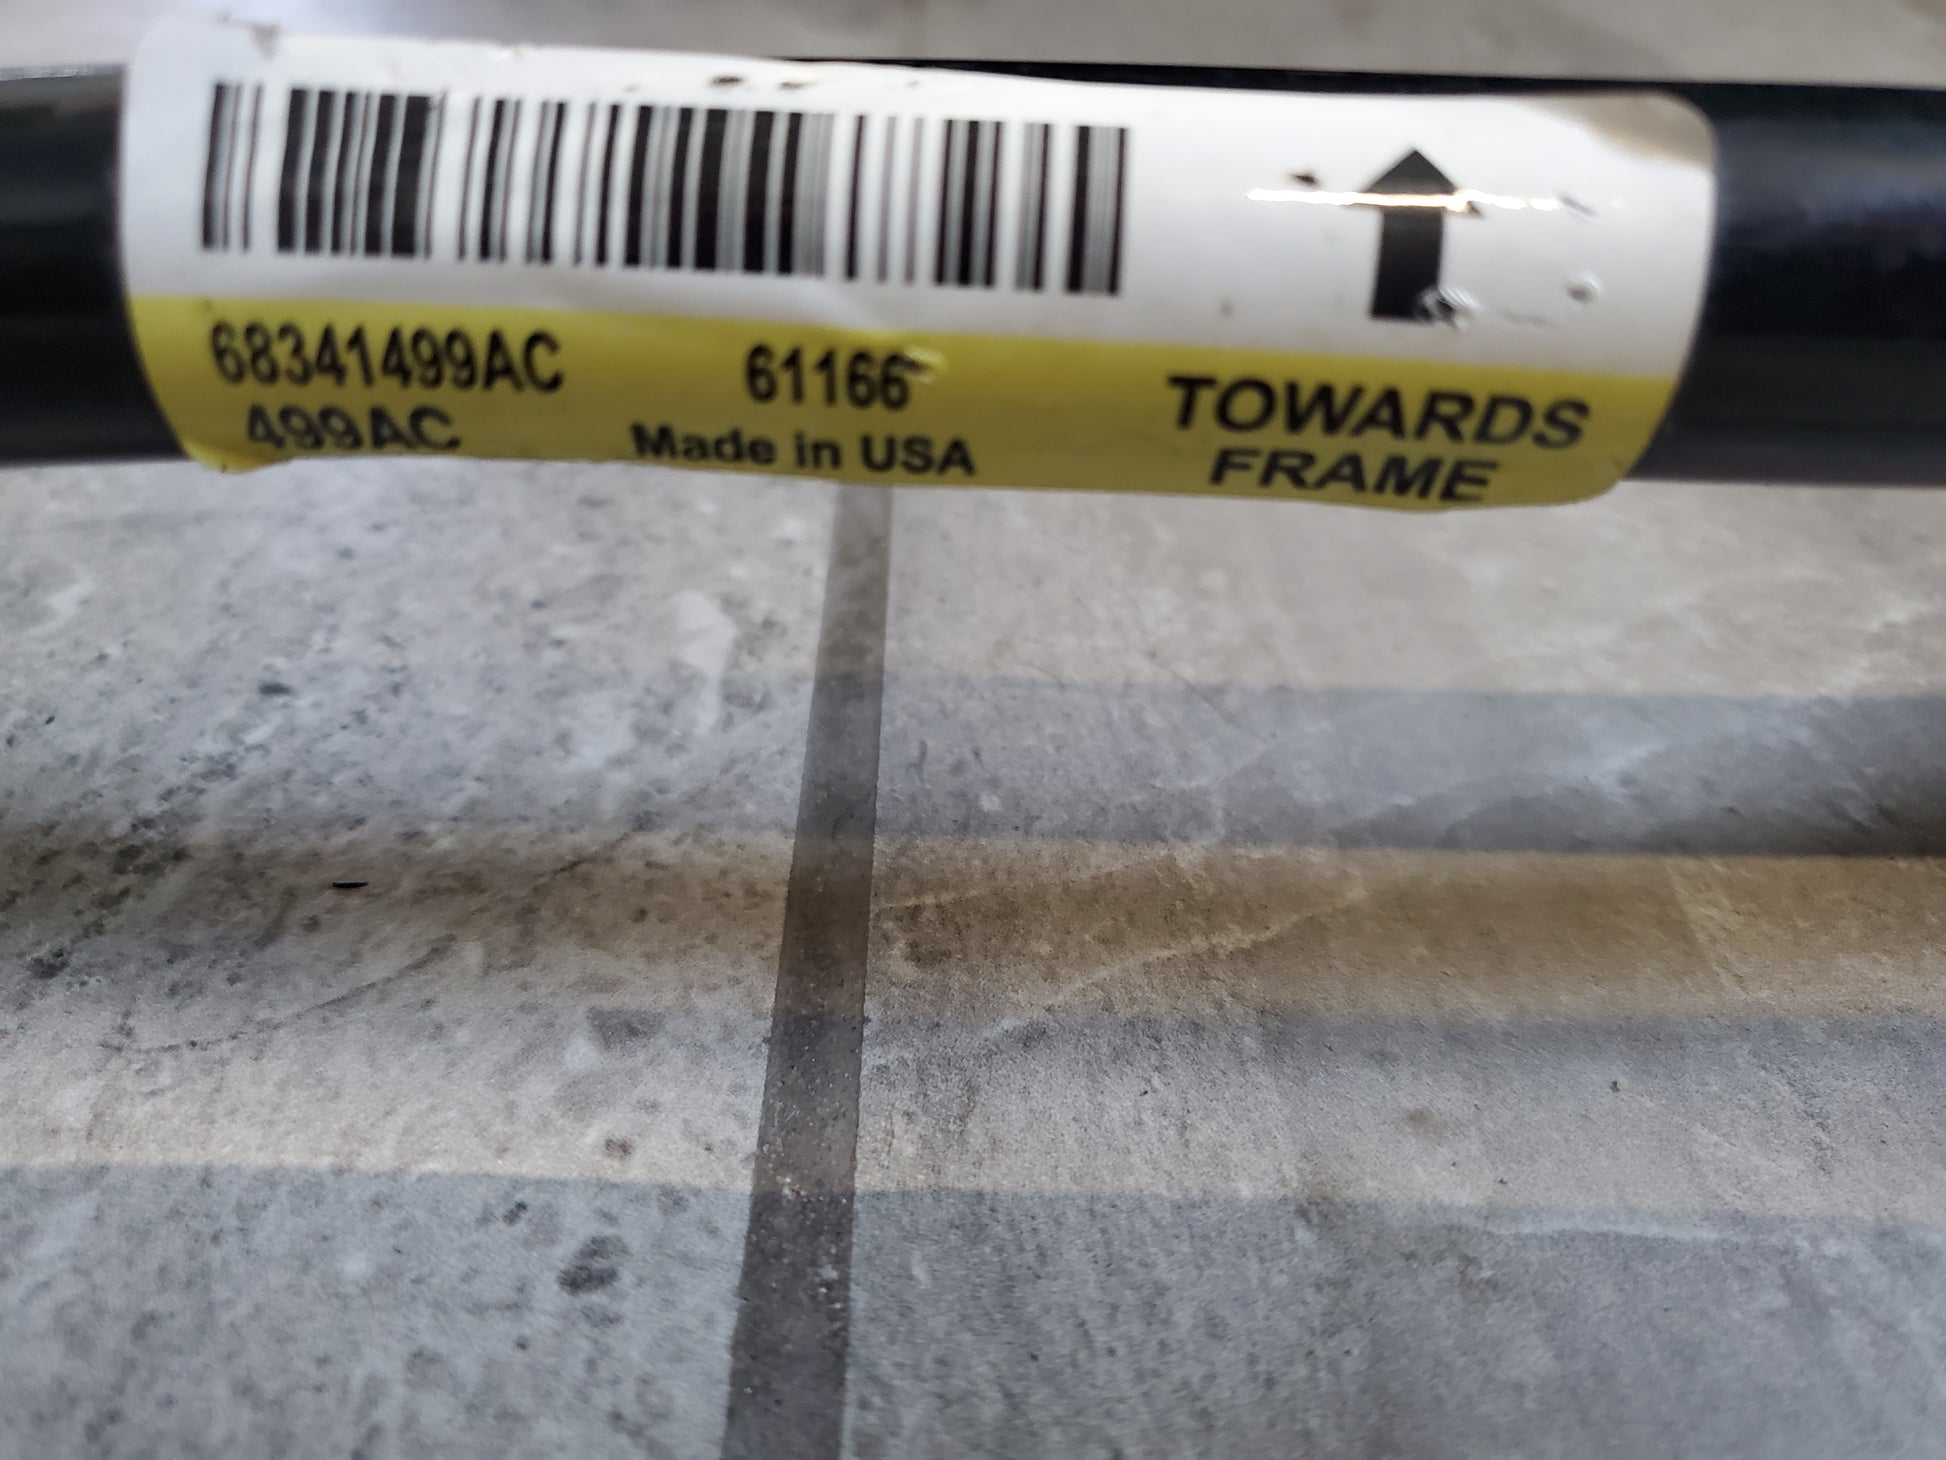 68341499AC 61166 TOWARDS
499AC Made in USA FRAME